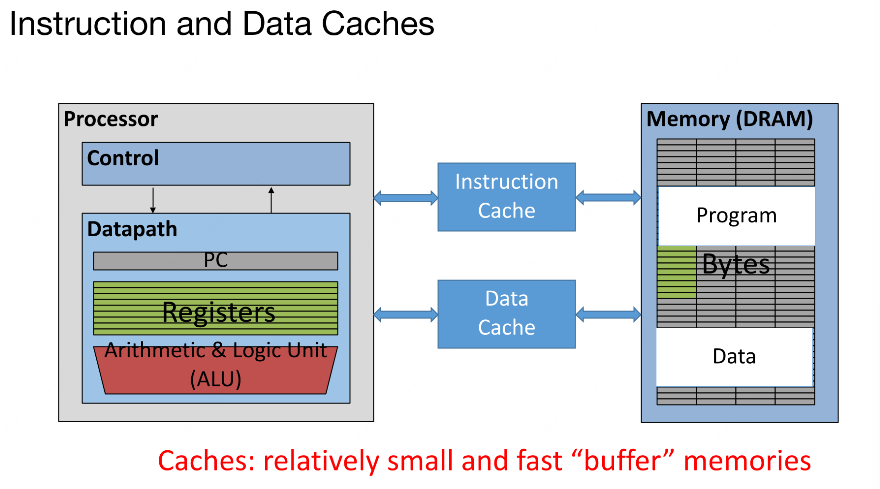 Instruction and Data Caches
Processor
Control
Datapath
PC
Registers
Arithmetic & Logic Unit
(ALU)
Instruction
Cache
Data
Cache
Memory (DRAM)
Program
Bytes
Data
Caches: relatively small and fast “buffer” memories